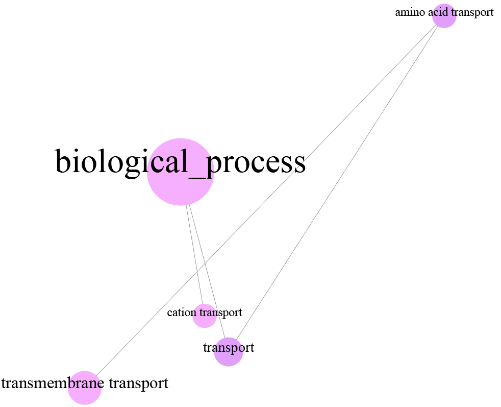 amino acid transport
biological_process
cation transport
transport
transmembrane transport